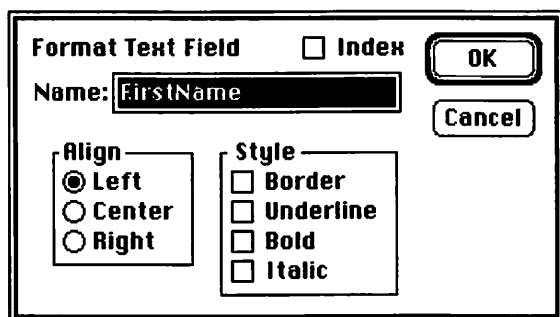 Format Text Field
Index
OK
Name: FirstName
Cancel
Align
Left
Center
Right
Style
Border
Underline
Bold
Italic